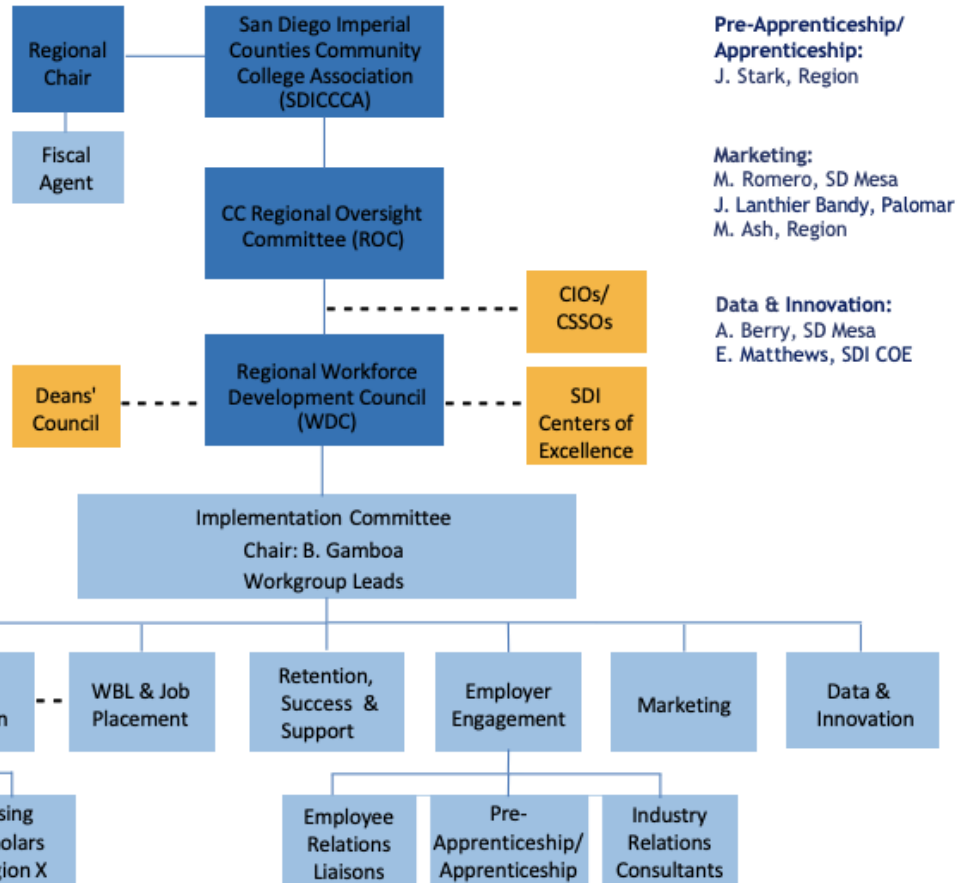 Regional
Chair
San Diego Imperial
Counties Community
College Association
(SDICCCA)
Pre-Apprenticeship/
Apprenticeship:
J. Stark, Region
Fiscal
Agent
Marketing:
M. Romero, SD Mesa
J. Lanthier Bandy, Palomar
M. Ash, Region
CC Regional Oversight
Committee (ROC)
CIOs/
CSSOs
Data & Innovation:
A. Berry, SD Mesa
E. Matthews, SDI COE
Deans'
Council
Regional Workforce
Development Council
(WDC)
SDI
Centers of
Excellence
Implementation Committee
Chair: B. Gamboa
Workgroup Leads
WBL & Job
Placement
Retention,
Success &
Support
Employer
Engagement
Marketing
Data &
Innovation
Employee
Relations
Liaisons
Pre-
Apprenticeship/
Apprenticeship
Industry
Relations
Consultants